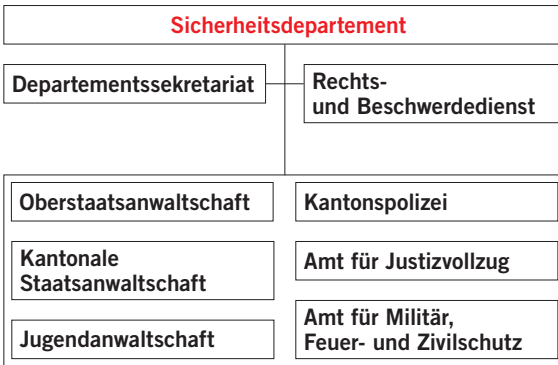 Sicherheitsdepartement
Departementssekretariat
Rechts-
und Beschwerdedienst
Oberstaatsanwaltschaft
Kantonale
Staatsanwaltschaft
Jugendanwaltschaft
Kantonspolizei
Amt für Justizvollzug
Amt für Militär,
Feuer- und Zivilschutz